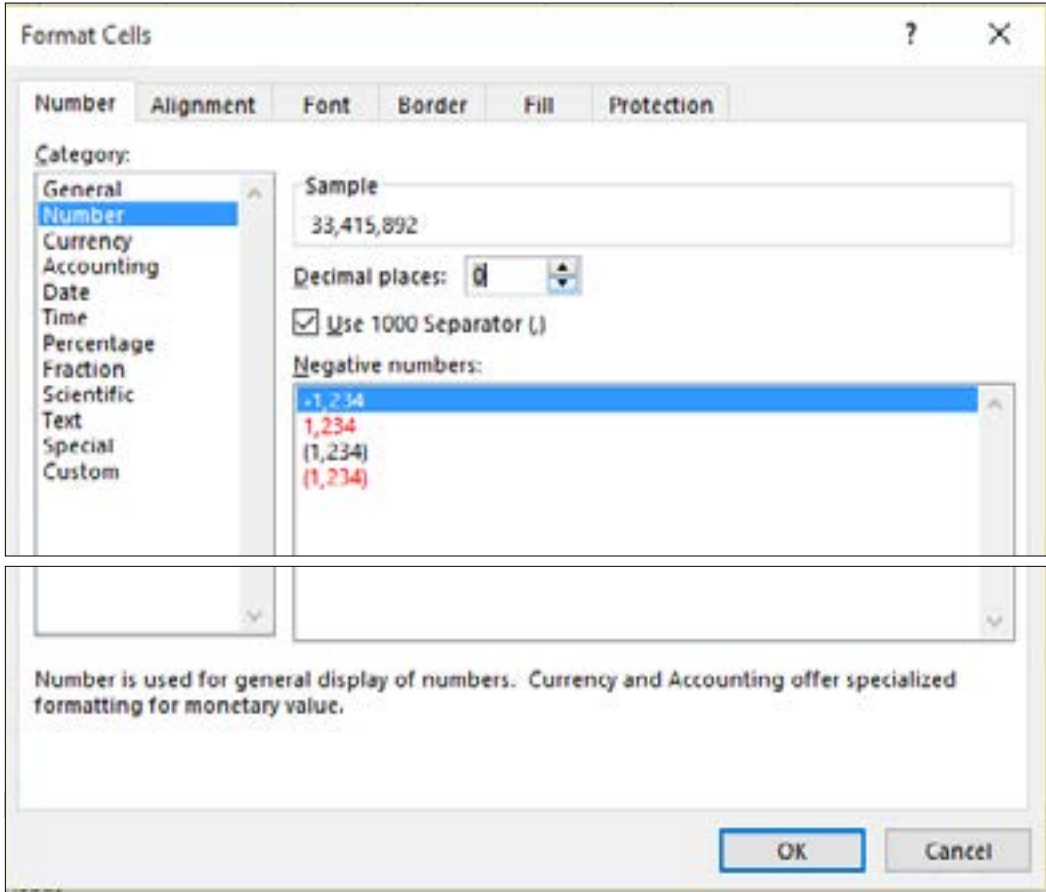 Format Cells
? ×
Number Alignment Font Border Fill Protection
Category:
General
Number
Currency
Accounting
Date
Time
Percentage
Fraction
Scientific
Text
Special
Custom
Sample
33,415,892
Decimal places: 0
Use 1000 Separator (,)
Negative numbers:
-1,234
1,234
(1,234)
(1,234)
Number is used for general display of numbers. Currency and Accounting offer specialized
formatting for monetary value.
OK Cancel